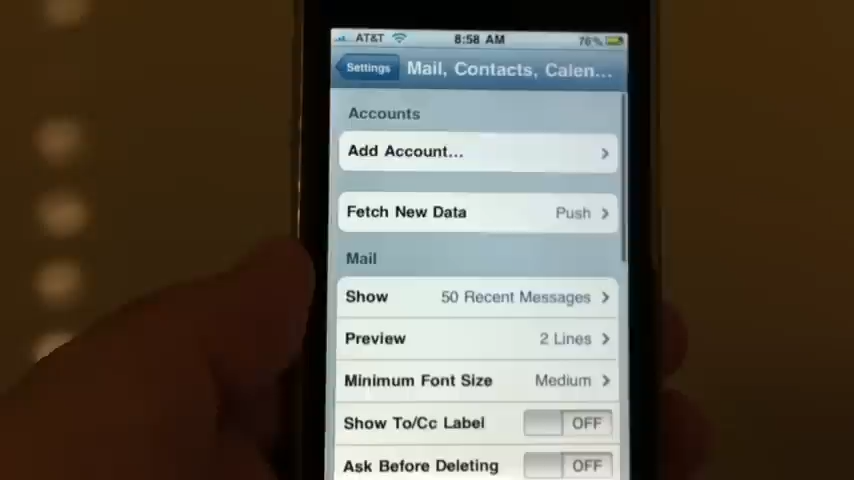 AT&T 8:58 AM 76%
Settings Mail, Contacts, Calen...
Accounts
Add Account...
Fetch New Data Push
Mail
Show 50 Recent Messages
Preview 2 Lines
Minimum Font Size Medium
Show To/Cc Label OFF
Ask Before Deleting OFF